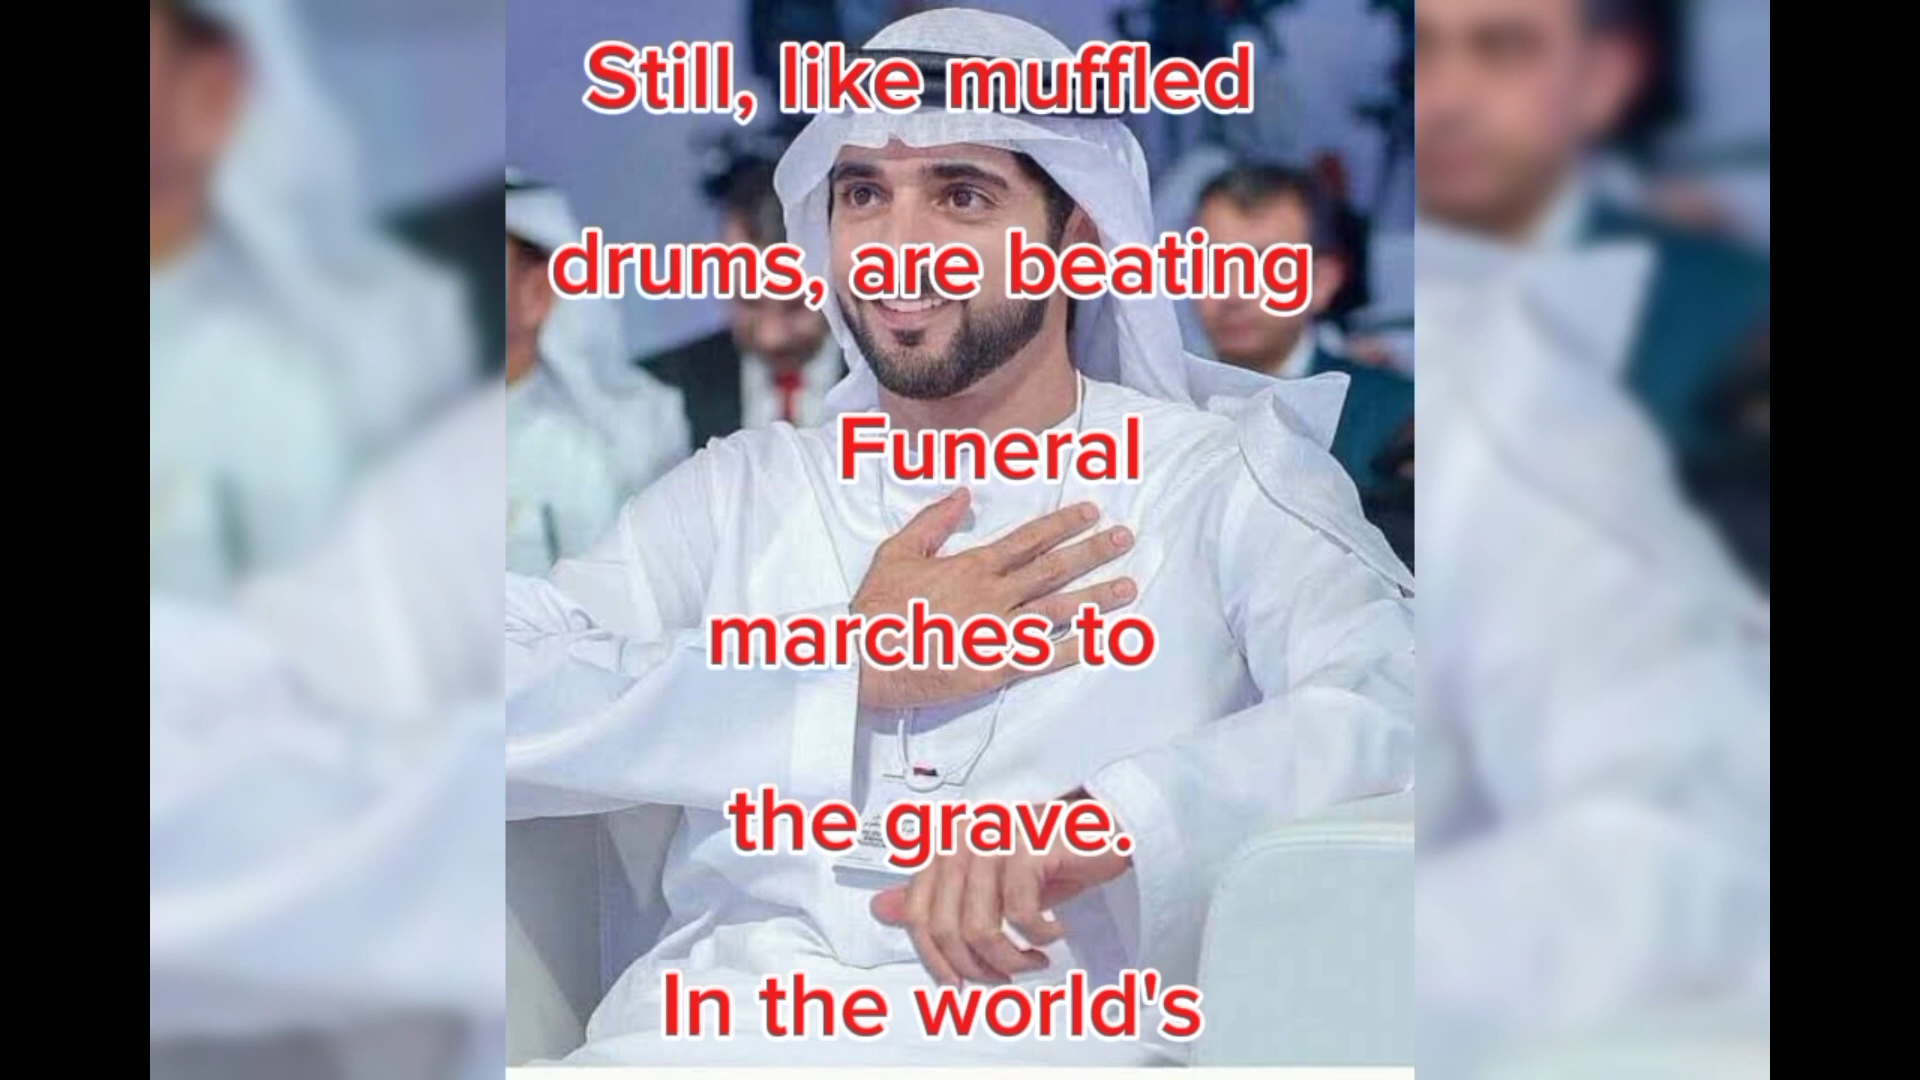 Still, like muffled
drums, are beating
Funeral
marches to
the grave.
In the world's